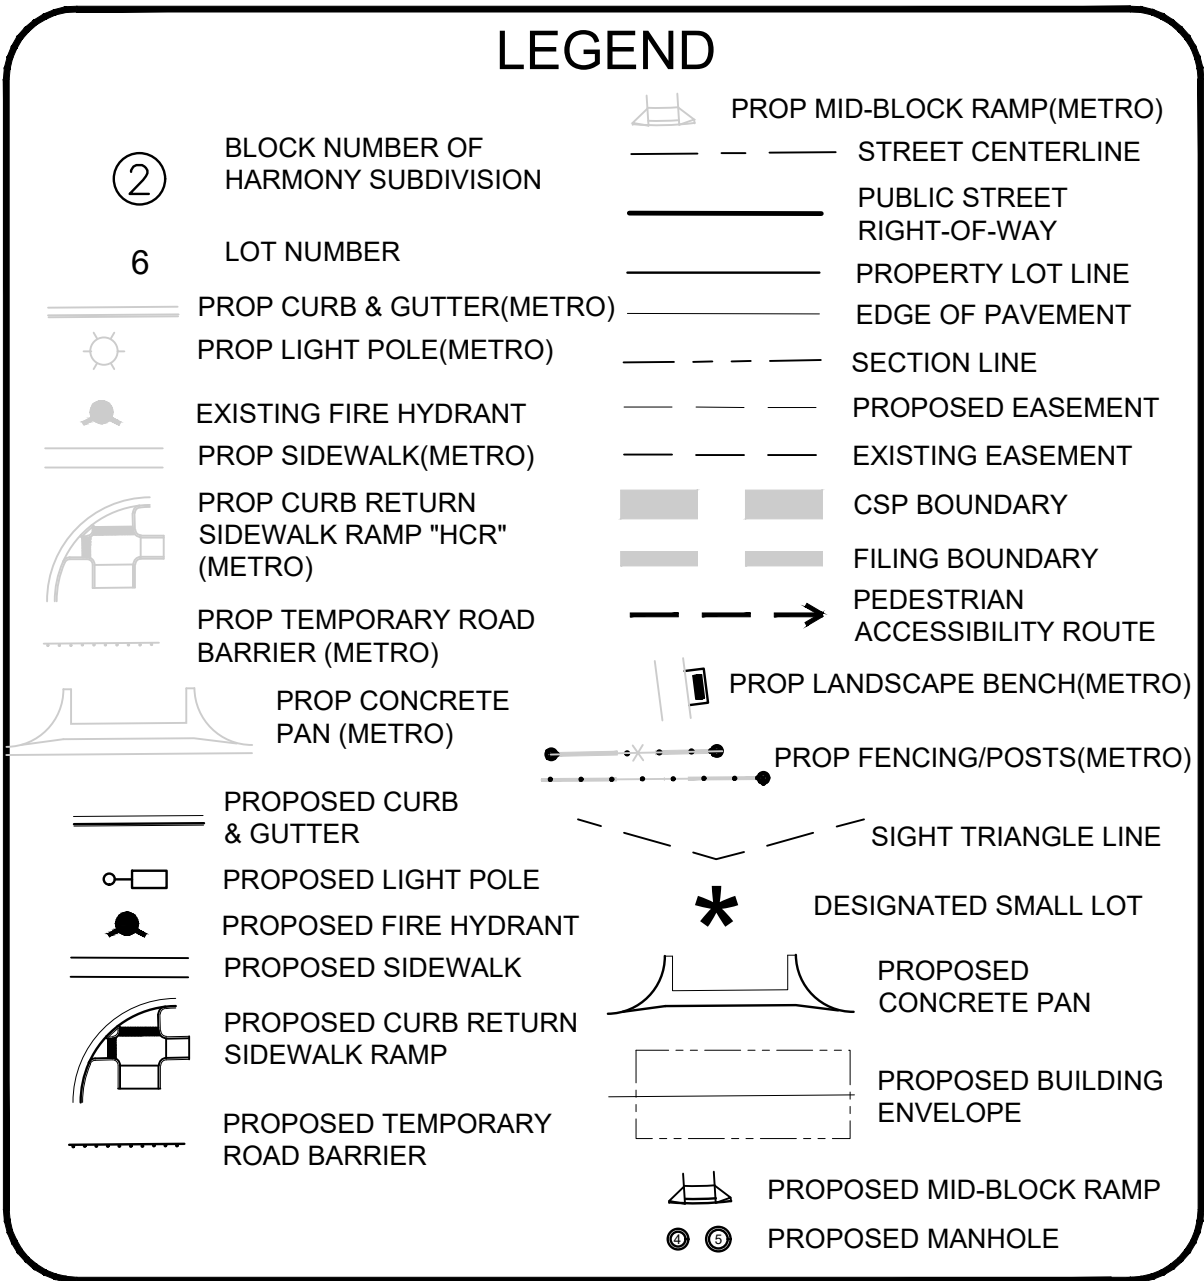 LEGEND
2
BLOCK NUMBER OF
HARMONY SUBDIVISION
6
LOT NUMBER
PROP CURB & GUTTER(METRO)
PROP LIGHT POLE(METRO)
EXISTING FIRE HYDRANT
PROP SIDEWALK(METRO)
PROP CURB RETURN
SIDEWALK RAMP "HCR"
(METRO)
PROP TEMPORARY ROAD
BARRIER (METRO)
PROP CONCRETE
PAN (METRO)
PROPOSED CURB
& GUTTER
PROPOSED LIGHT POLE
PROPOSED FIRE HYDRANT
PROPOSED SIDEWALK
PROPOSED CURB RETURN
SIDEWALK RAMP
PROPOSED TEMPORARY
ROAD BARRIER
PROP MID-BLOCK RAMP(METRO)
STREET CENTERLINE
PUBLIC STREET
RIGHT-OF-WAY
PROPERTY LOT LINE
EDGE OF PAVEMENT
SECTION LINE
PROPOSED EASEMENT
EXISTING EASEMENT
CSP BOUNDARY
FILING BOUNDARY
PEDESTRIAN
ACCESSIBILITY ROUTE
PROP LANDSCAPE BENCH(METRO)
PROP FENCING/POSTS(METRO)
SIGHT TRIANGLE LINE
* DESIGNATED SMALL LOT
PROPOSED
CONCRETE PAN
PROPOSED BUILDING
ENVELOPE
PROPOSED MID-BLOCK RAMP
4 5 PROPOSED MANHOLE